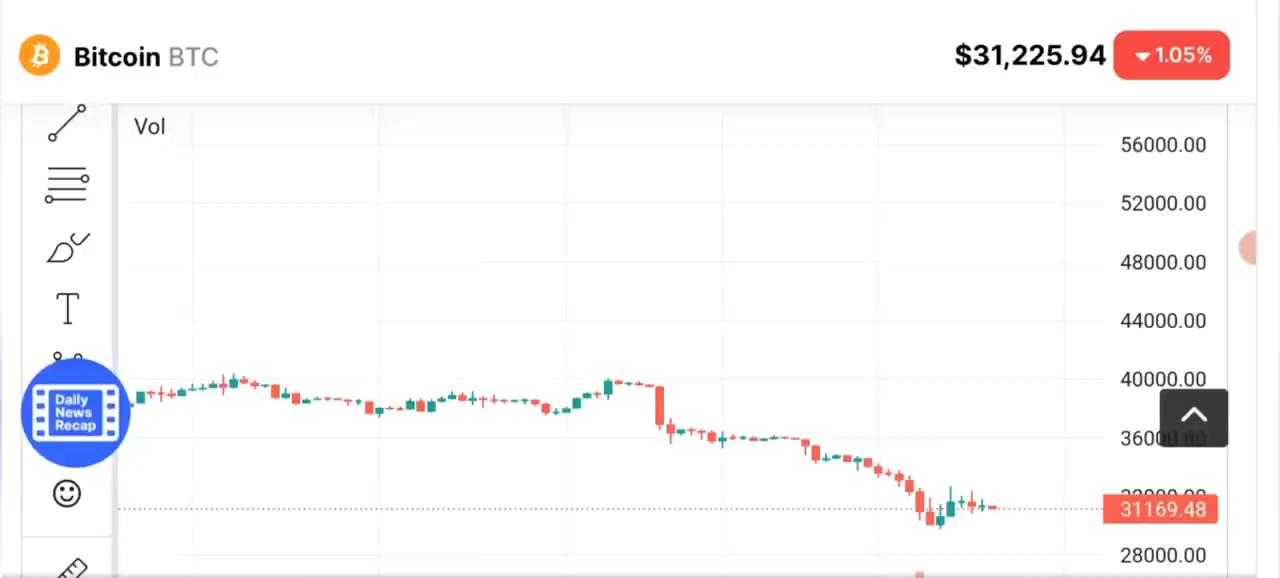 Bitcoin BTC
$31,225.94
1.05%
Vol
56000.00
52000.00
48000.00
44000.00
40000.00
Daily
News
Recap
31169.48
28000.00